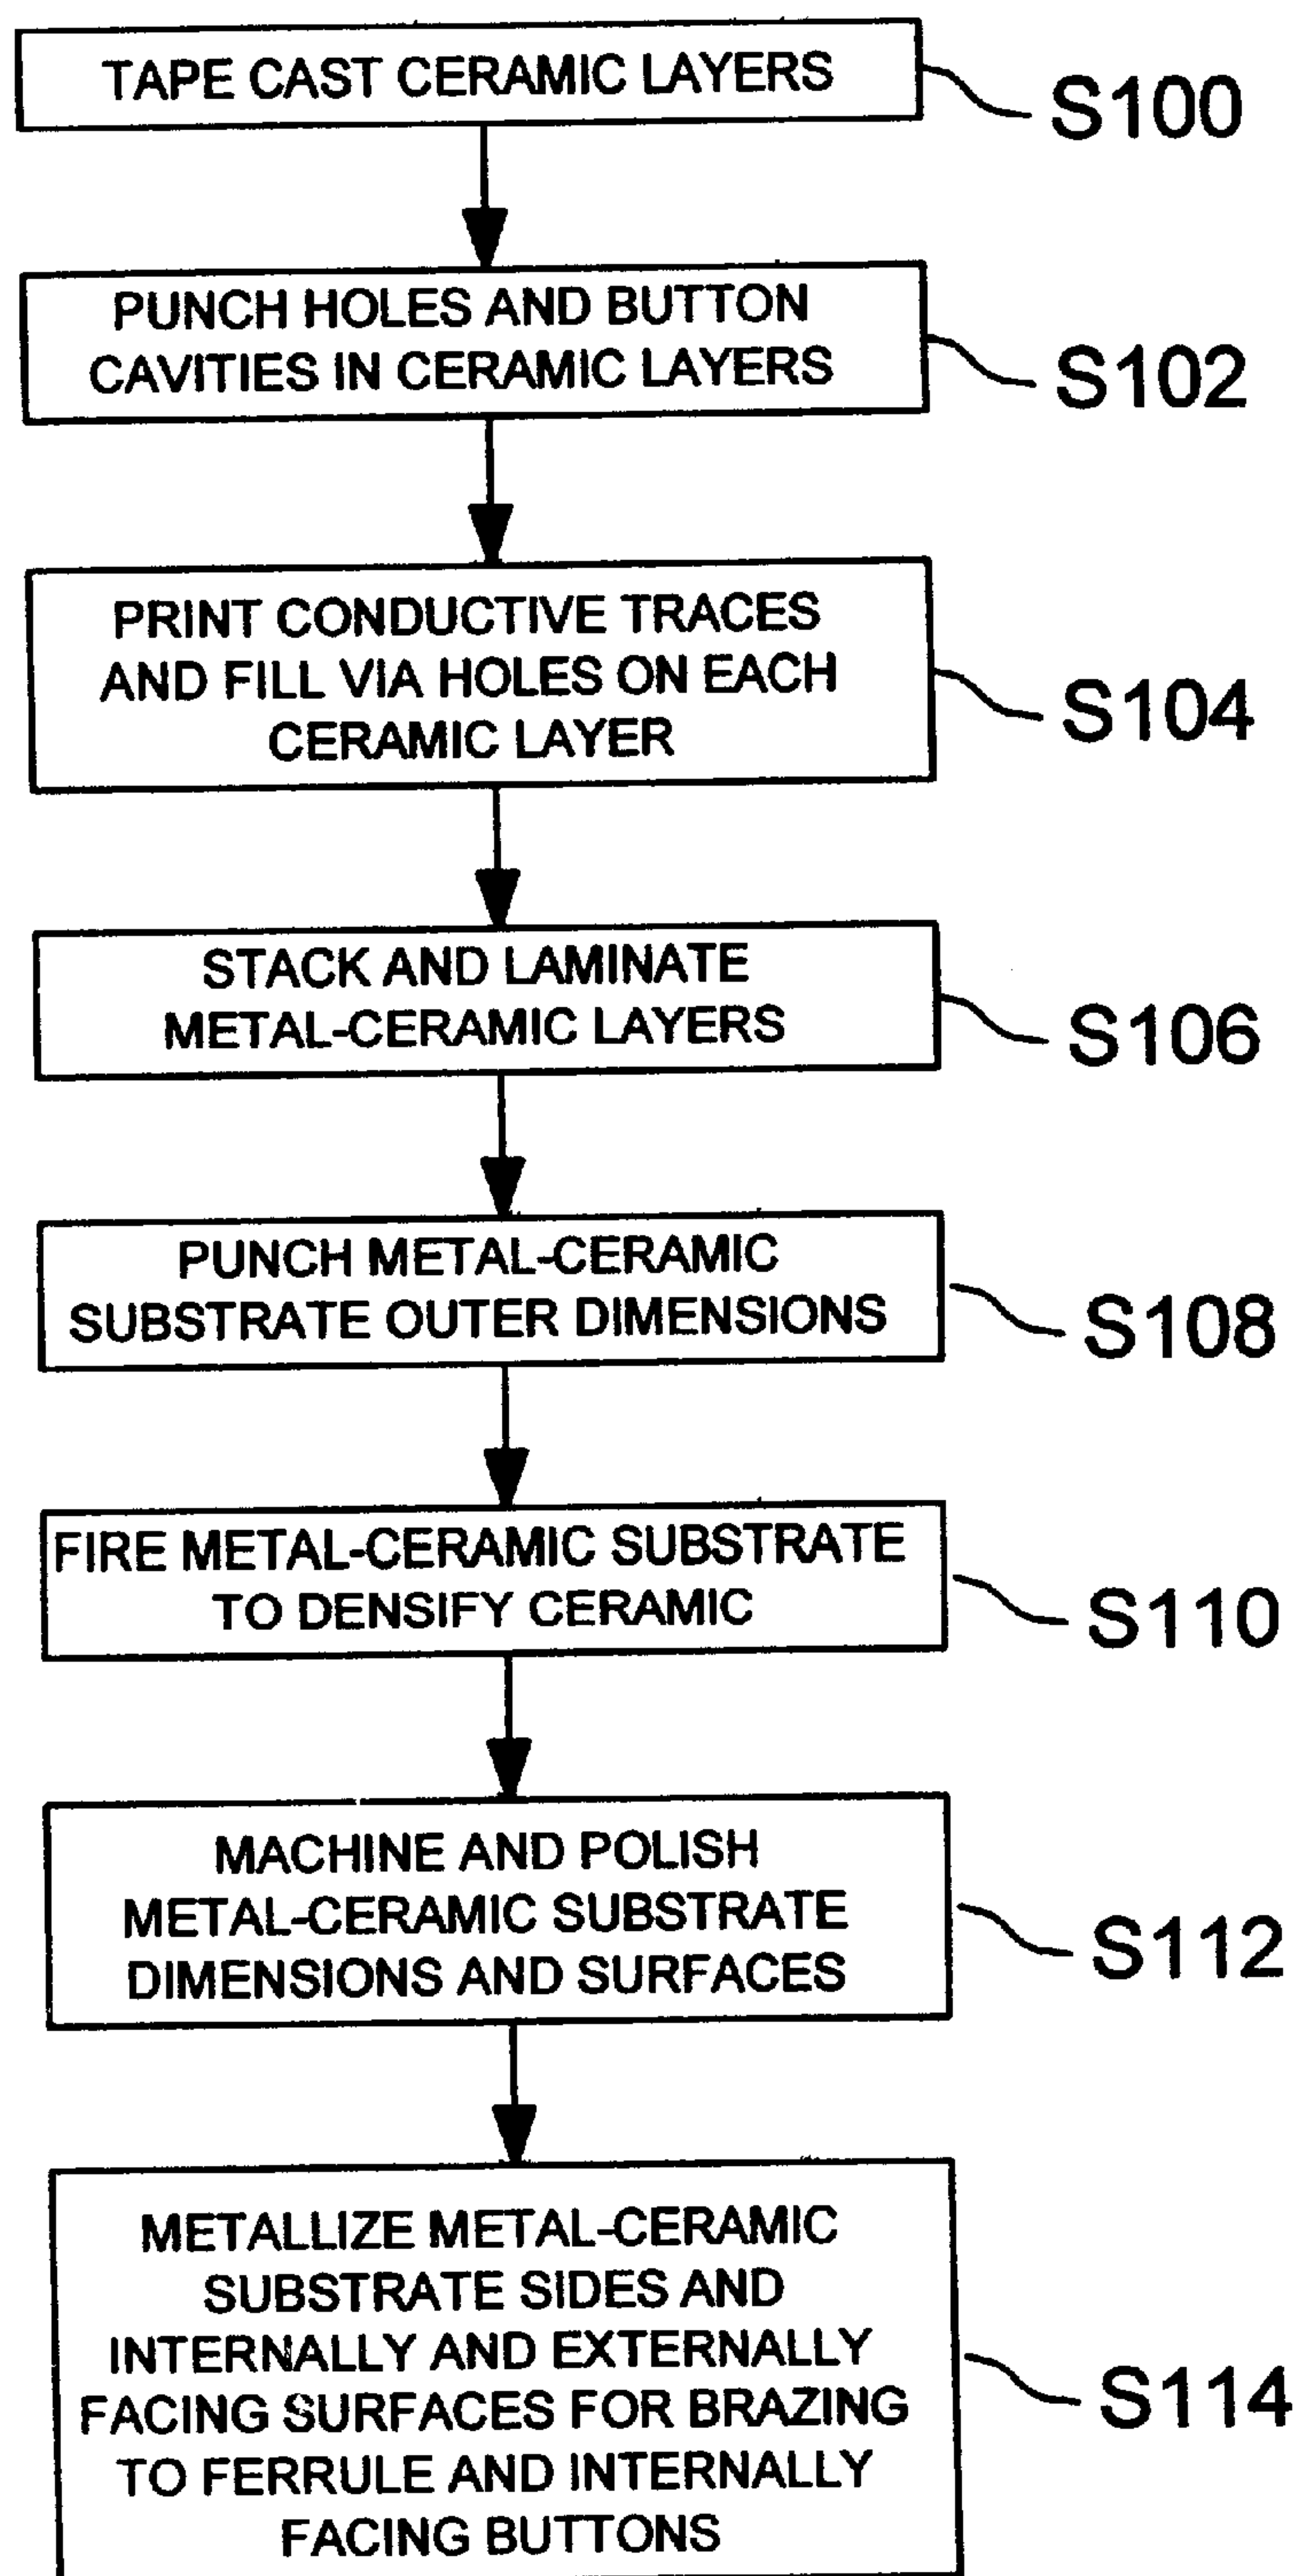 TAPE CAST CERAMIC LAYERS
S100
PUNCH HOLES AND BUTTON
CAVITIES IN CERAMIC LAYERS
S102
PRINT CONDUCTIVE TRACES
AND FILL VIA HOLES ON EACH
CERAMIC LAYER
S104
STACK AND LAMINATE
METAL-CERAMIC LAYERS
S106
PUNCH METAL-CERAMIC
SUBSTRATE OUTER DIMENSIONS
S108
FIRE METAL-CERAMIC SUBSTRATE
TO DENSIFY CERAMIC
S110
MACHINE AND POLISH
METAL-CERAMIC SUBSTRATE
DIMENSIONS AND SURFACES
S112
METALLIZE METAL-CERAMIC
SUBSTRATE SIDES AND
INTERNALLY AND EXTERNALLY
FACING SURFACES FOR BRAZING
TO FERRULE AND INTERNALLY
FACING BUTTONS
S114